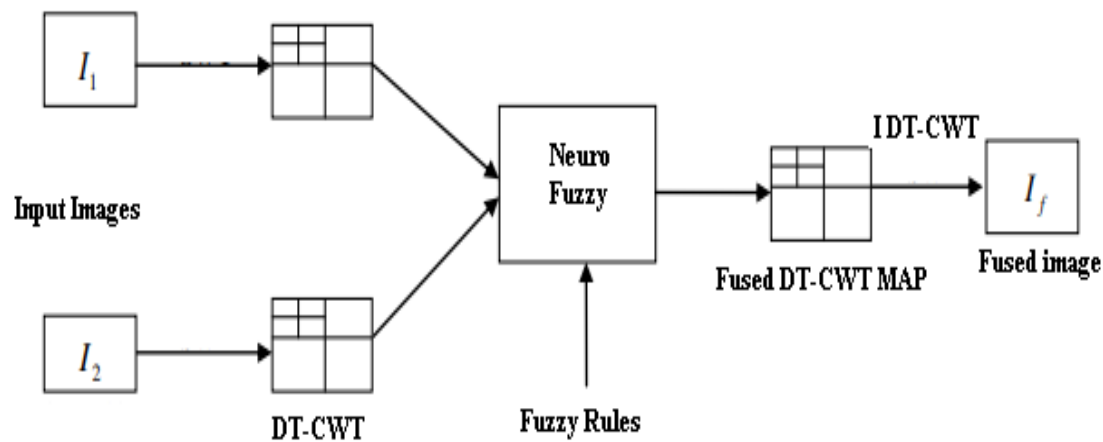 I1
Input Images
I2
DT-CWT
Neuro
Fuzzy
Fuzzy Rules
Fused DT-CWT MAP
I DT-CWT
If
Fused image